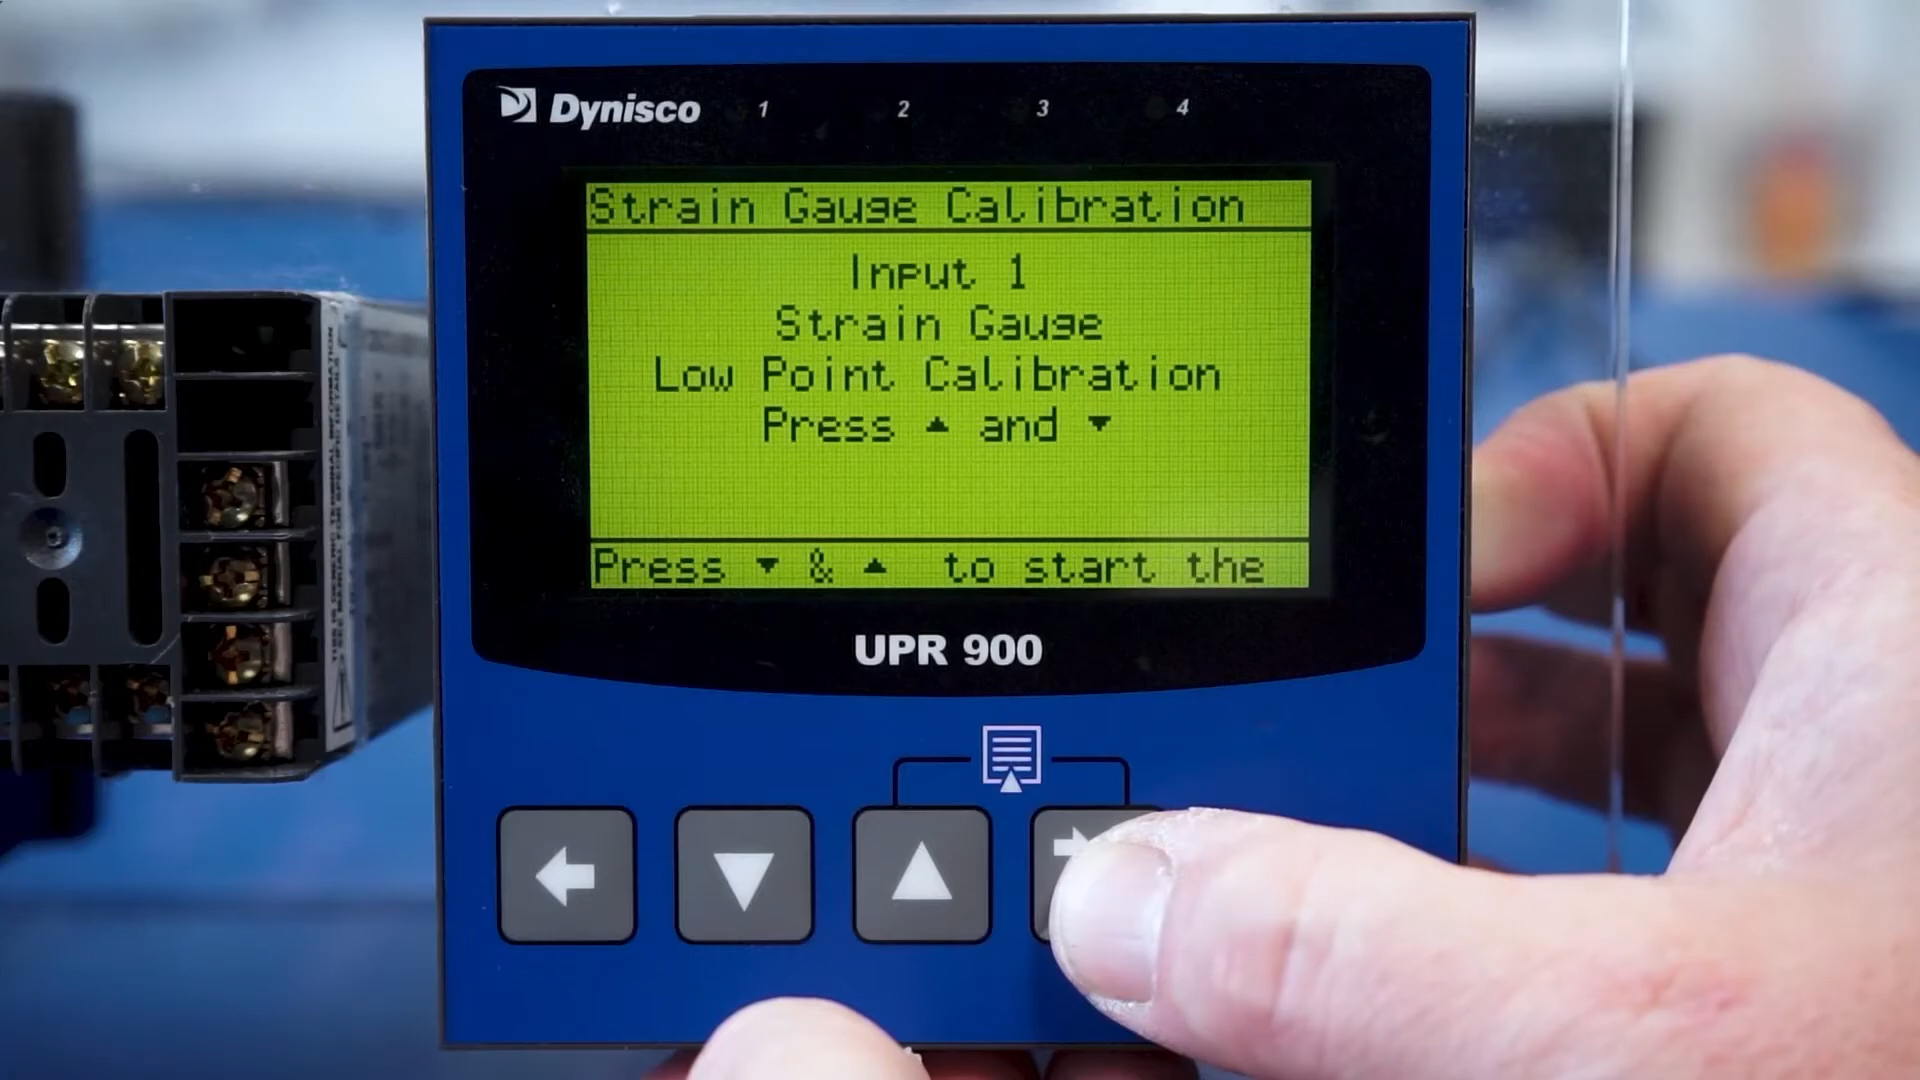 Dynisco 1 2 3 4
Strain Gauge Calibration
Input 1
Strain Gauge
Low Point Calibration
Press ▲ and ▼
Press ▼ & ▲ to start the
UPR 900